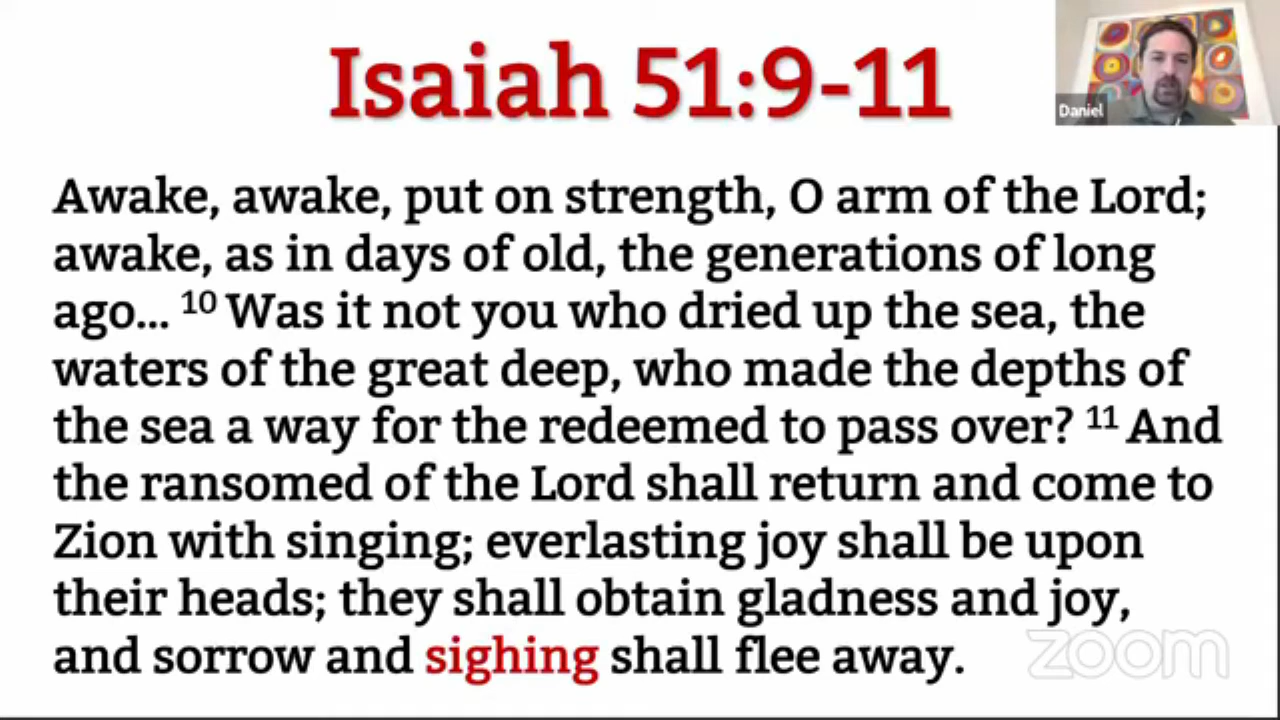 Isaiah 51:9-11
Daniel
Awake, awake, put on strength, O arm of the Lord;
awake, as in days of old, the generations of long
ago... 10 Was it not you who dried up the sea, the
waters of the great deep, who made the depths of
the sea a way for the redeemed to pass over? 11 And
the ransomed of the Lord shall return and come to
Zion with singing; everlasting joy shall be upon
their heads; they shall obtain gladness and joy,
and sorrow and sighing shall flee away.
zoom